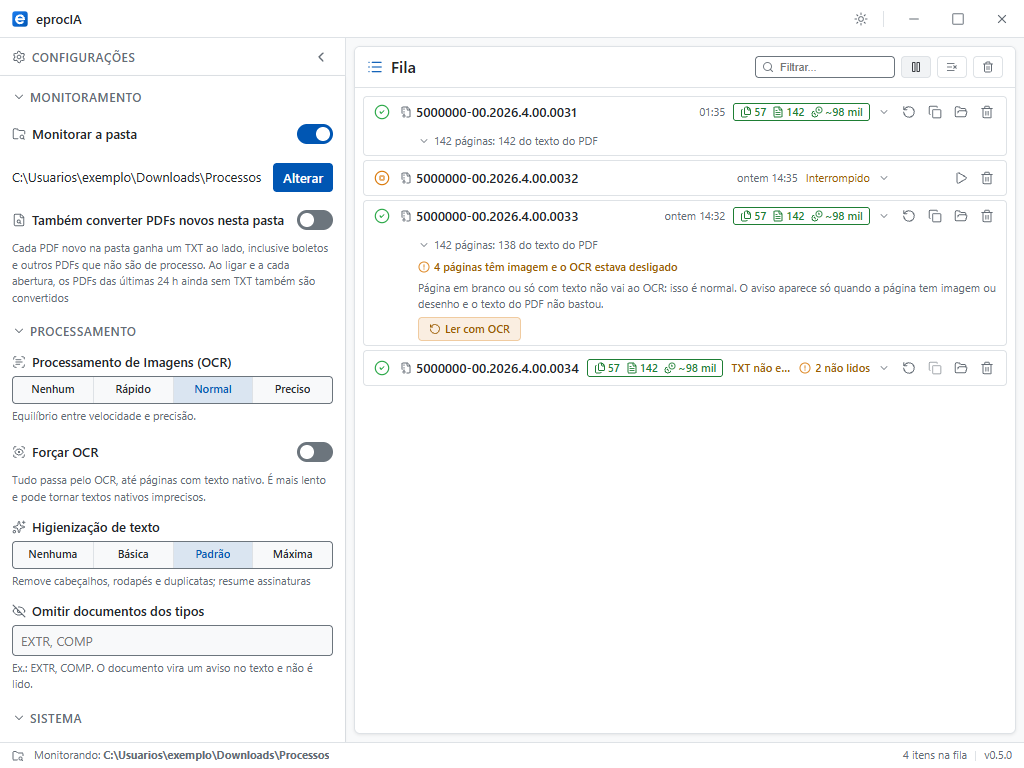 eprocIA
CONFIGURAÇÕES
MONITORAMENTO
Monitorar a pasta
C:\Usuarios\exemplo\Downloads\Processos
Alterar
Também converter PDFs novos nesta pasta
Cada PDF novo na pasta ganha um TXT ao lado, inclusive boletos
e outros PDFs que não são de processo. Ao ligar e a cada
abertura, os PDFs das últimas 24 h ainda sem TXT também são
convertidos
PROCESSAMENTO
Processamento de Imagens (OCR)
Nenhum Rápido Normal Preciso
Equilíbrio entre velocidade e precisão.
Forçar OCR
Tudo passa pelo OCR, até páginas com texto nativo. É mais lento
e pode tornar textos nativos imprecisos.
Higienização de texto
Nenhuma Básica Padrão Máxima
Remove cabeçalhos, rodapés e duplicatas; resume assinaturas
Omitir documentos dos tipos
EXTR, COMP
Ex.: EXTR, COMP. O documento vira um aviso no texto e não é
lido.
SISTEMA
Fila
Filtrar...
5000000-00.2026.4.00.0031 01:35 57 142 ~98 mil
142 páginas: 142 do texto do PDF
5000000-00.2026.4.00.0032 ontem 14:35 Interrompido
5000000-00.2026.4.00.0033 ontem 14:32 57 142 ~98 mil
142 páginas: 138 do texto do PDF
4 páginas têm imagem e o OCR estava desligado
Página em branco ou só com texto não vai ao OCR: isso é normal. O aviso aparece só quando a página tem imagem ou
desenho e o texto do PDF não bastou.
Ler com OCR
5000000-00.2026.4.00.0034 57 142 ~98 mil TXT não e... 2 não lidos
Monitorando: C:\Usuarios\exemplo\Downloads\Processos
4 itens na fila v0.5.0